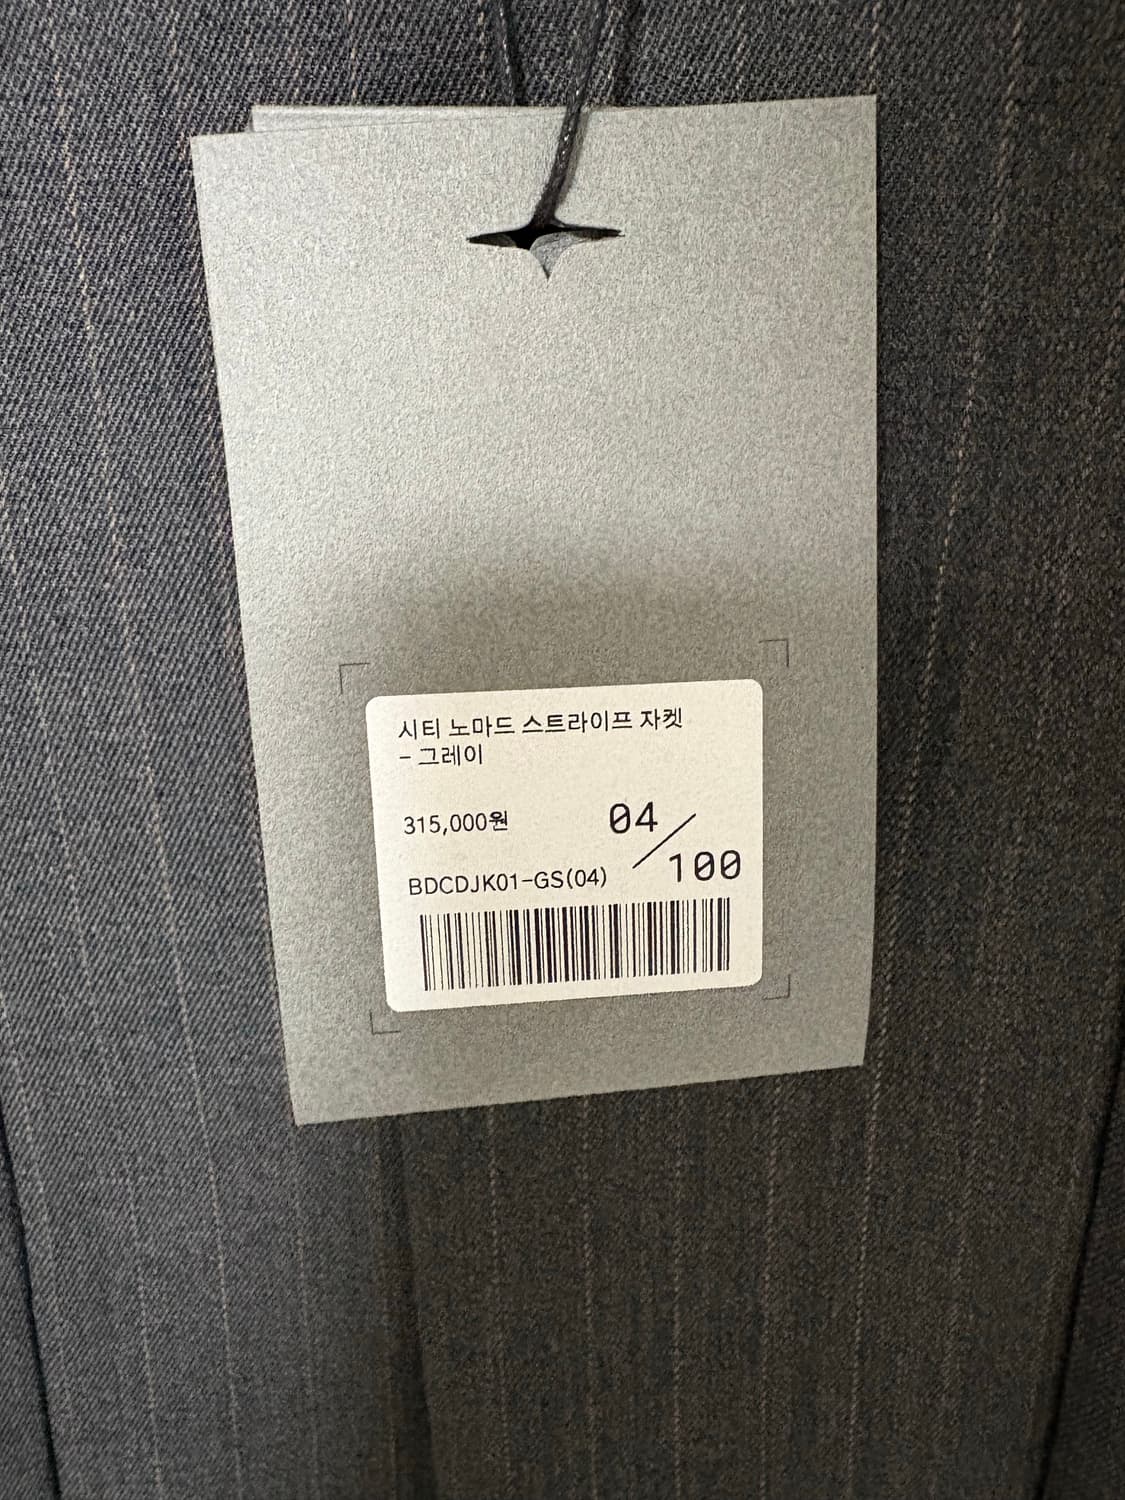 시티 노마드 스트라이프 자켓
- 그레이
315,000원
04/100
BDCDJK01-GS(04)